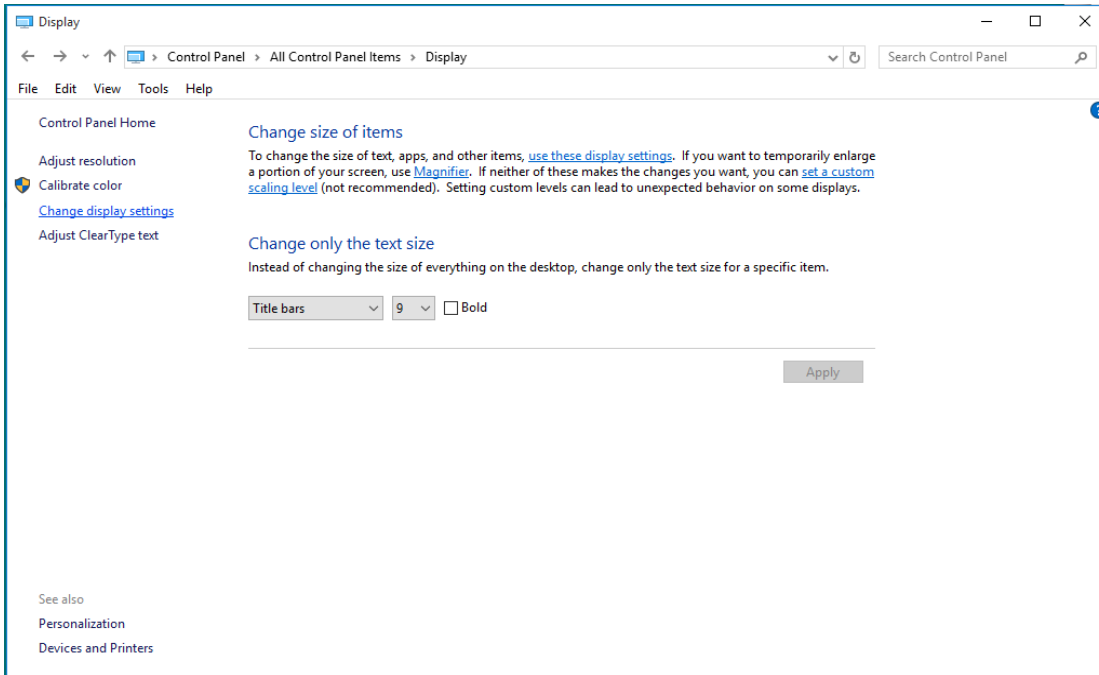 Display
Control Panel > All Control Panel Items > Display
Search Control Panel
File Edit View Tools Help
Control Panel Home
Adjust resolution
Calibrate color
Change display settings
Adjust ClearType text
Change size of items
To change the size of text, apps, and other items, use these display settings. If you want to temporarily enlarge
a portion of your screen, use Magnifier. If neither of these makes the changes you want, you can set a custom
scaling level (not recommended). Setting custom levels can lead to unexpected behavior on some displays.
Change only the text size
Instead of changing the size of everything on the desktop, change only the text size for a specific item.
Title bars 9 Bold
Apply
See also
Personalization
Devices and Printers